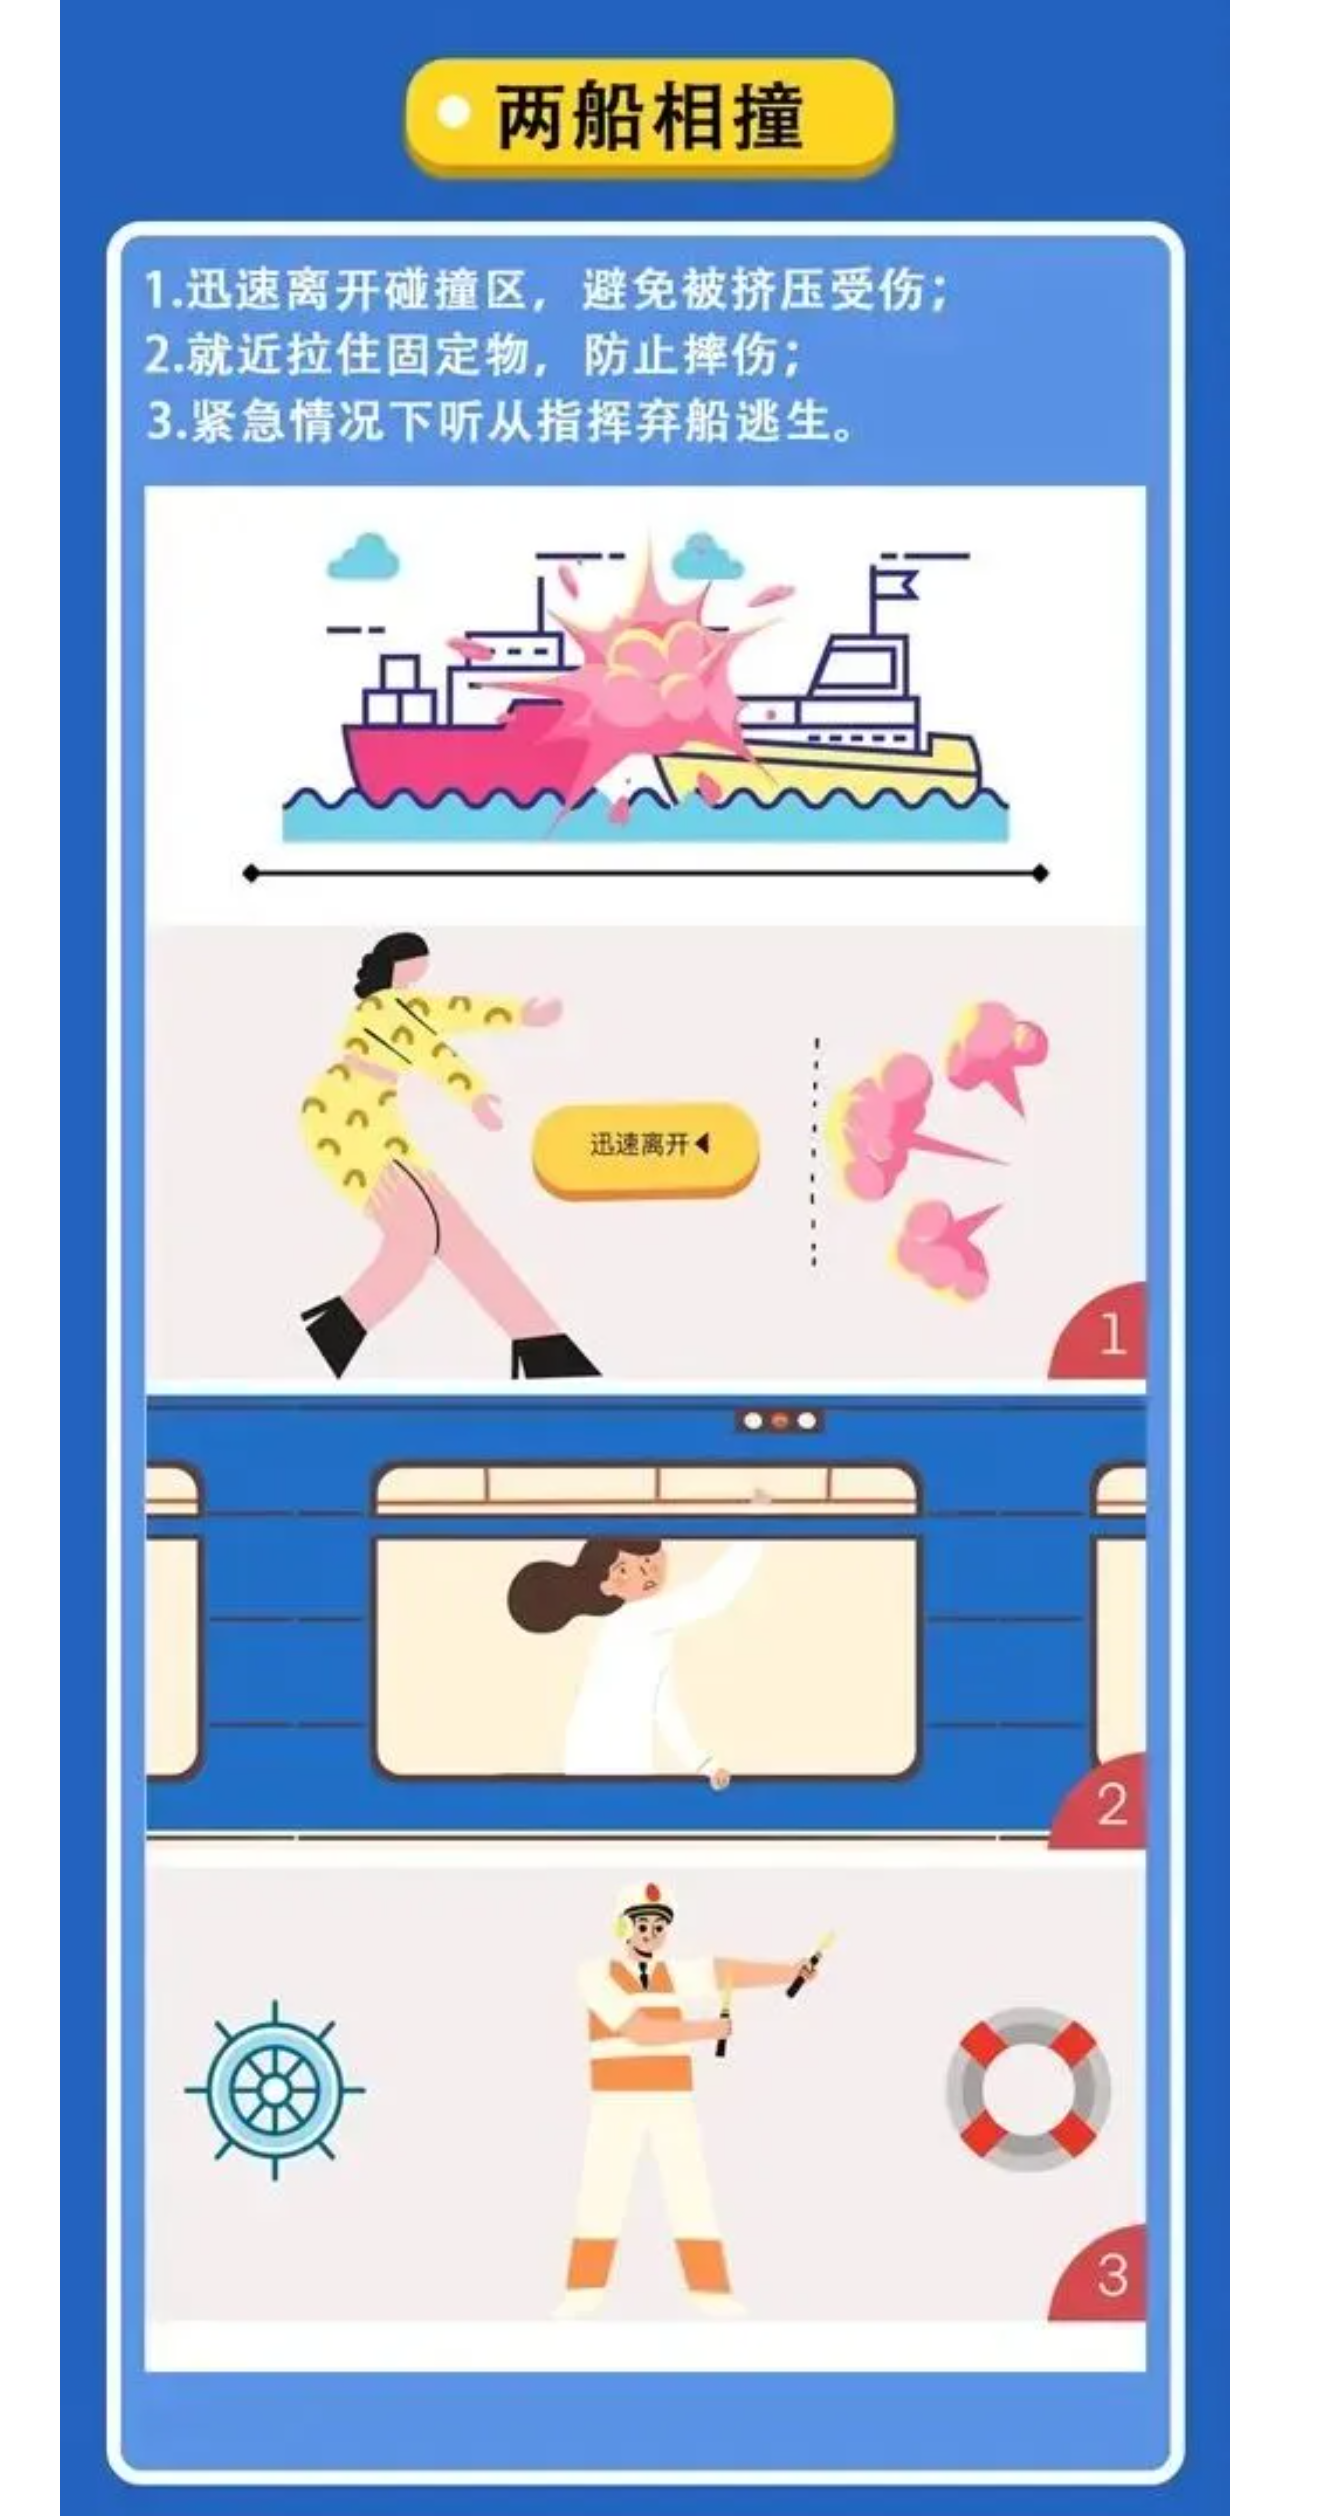 两船相撞
1.迅速离开碰撞区，避免被挤压受伤；
2.就近拉住固定物，防止摔伤；
3.紧急情况下听从指挥弃船逃生。
迅速离开
1
2
3